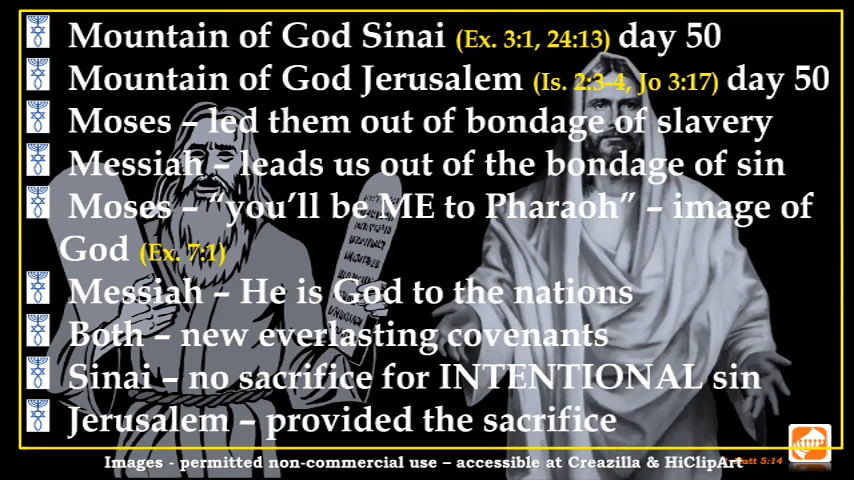 Mountain of God Sinai (Ex. 3:1, 24:13) day 50
Mountain of God Jerusalem (Is. 2:3-4, Jo 3:17) day 50
Moses – led them out of bondage of slavery
Messiah – leads us out of the bondage of sin
Moses – “you’ll be ME to Pharaoh” – image of
God (Ex. 7:1)
Messiah – He is God to the nations
Both – new everlasting covenants
Sinai – no sacrifice for INTENTIONAL sin
Jerusalem – provided the sacrifice
Images - permitted non-commercial use – accessible at Creazilla & HiClipArt
5:14